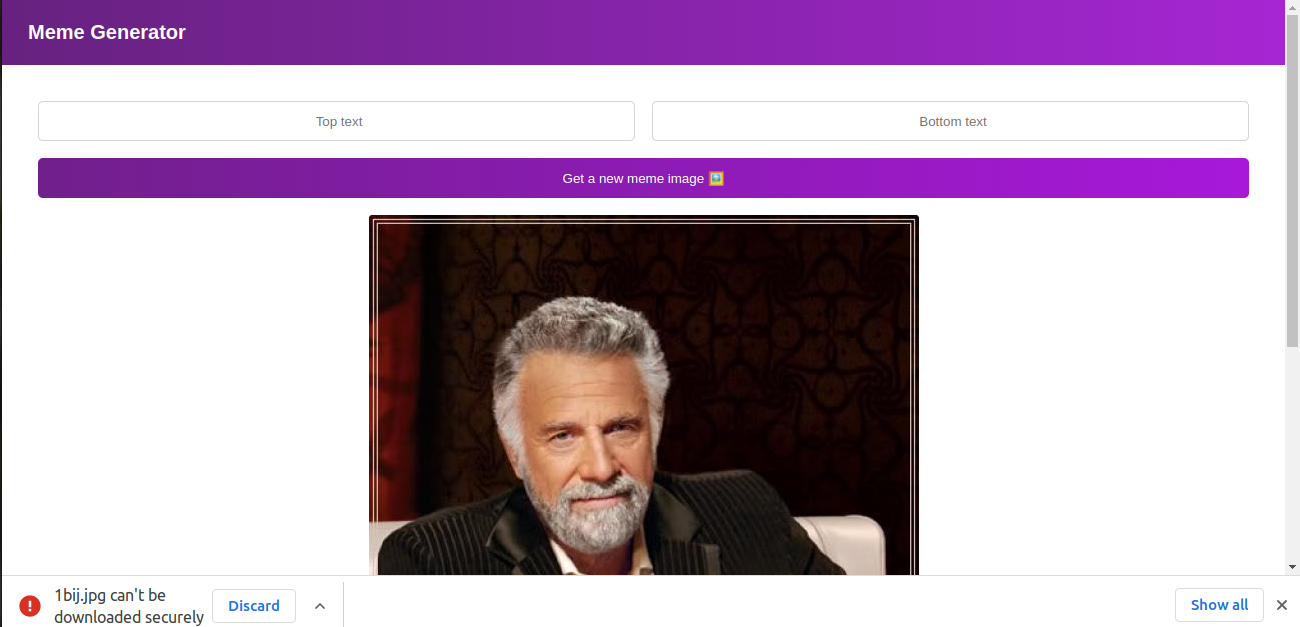 Meme Generator
Top text
Bottom text
Get a new meme image 🖼️
1bij.jpg can't be
downloaded securely
Discard
Show all